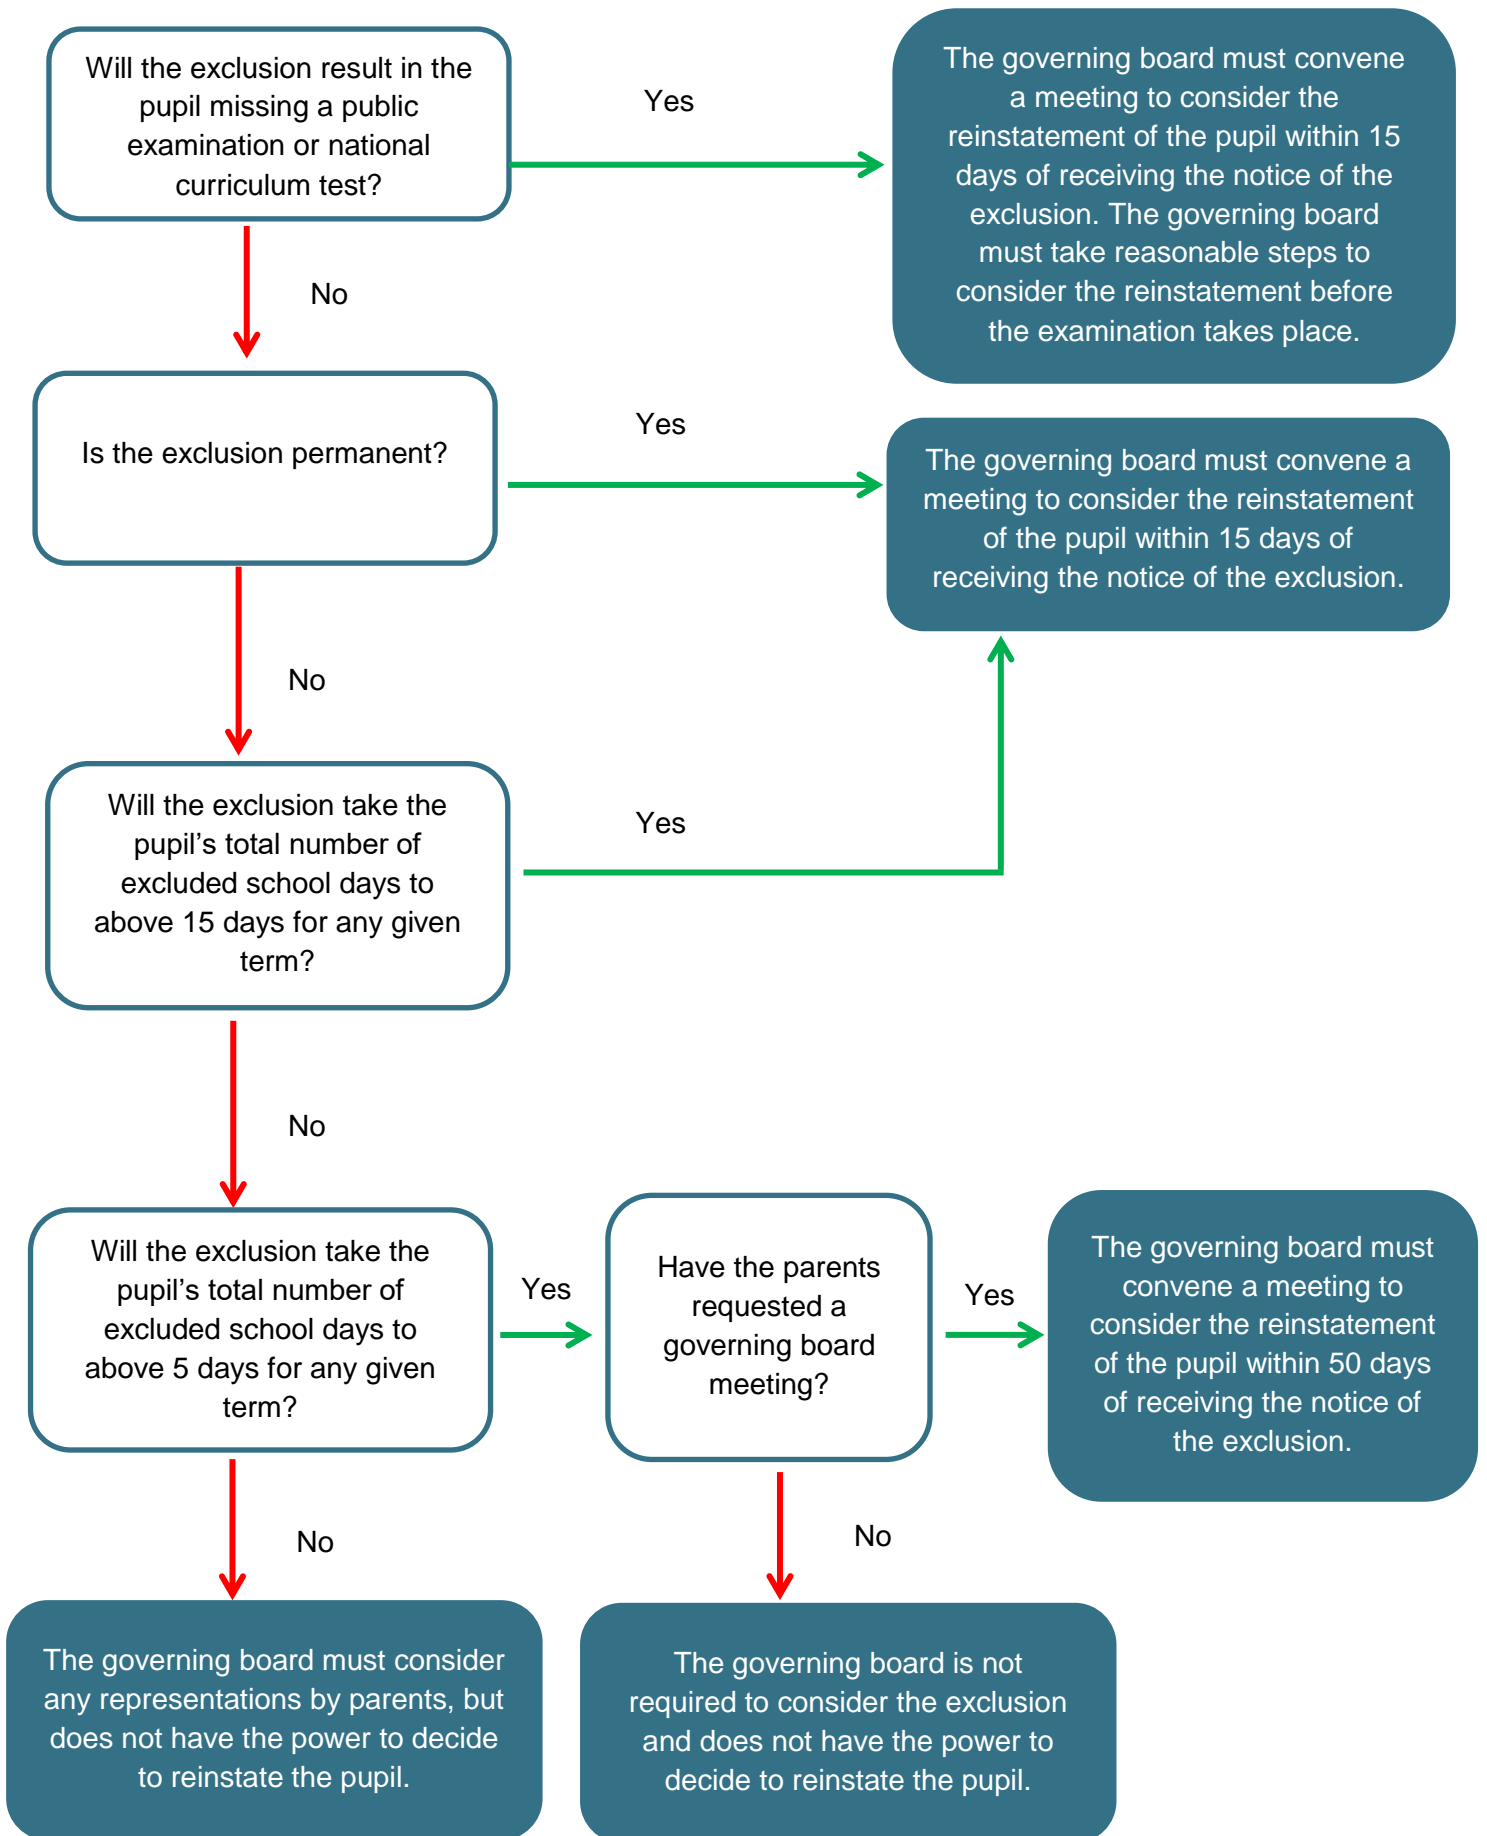 Will the exclusion result in the
pupil missing a public
examination or national
curriculum test?
Yes
The governing board must convene
a meeting to consider the
reinstatement of the pupil within 15
days of receiving the notice of the
exclusion. The governing board
must take reasonable steps to
consider the reinstatement before
the examination takes place.
No
Is the exclusion permanent?
Yes
The governing board must convene a
meeting to consider the reinstatement
of the pupil within 15 days of
receiving the notice of the exclusion.
No
Will the exclusion take the
pupil’s total number of
excluded school days to
above 15 days for any given
term?
Yes
No
Will the exclusion take the
pupil’s total number of
excluded school days to
above 5 days for any given
term?
Yes
Have the parents
requested a
governing board
meeting?
Yes
The governing board must
convene a meeting to
consider the reinstatement
of the pupil within 50 days
of receiving the notice of
the exclusion.
No
No
The governing board must consider
any representations by parents, but
does not have the power to decide
to reinstate the pupil.
The governing board is not
required to consider the exclusion
and does not have the power to
decide to reinstate the pupil.